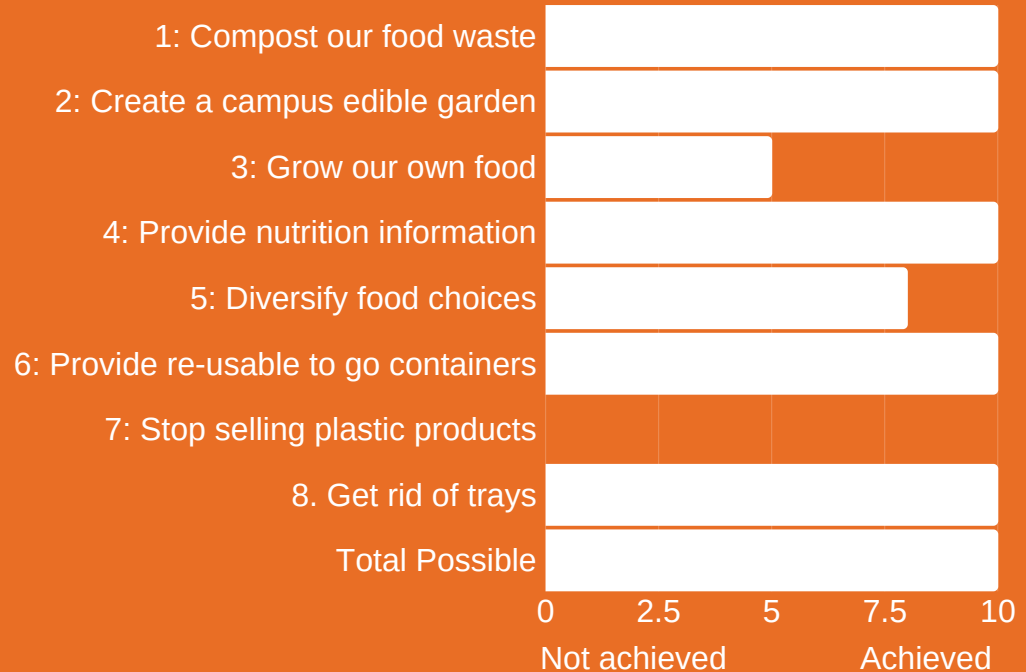 1: Compost our food waste
2: Create a campus edible garden
3: Grow our own food
4: Provide nutrition information
5: Diversify food choices
6: Provide re-usable to go containers
7: Stop selling plastic products
8. Get rid of trays
Total Possible
0 2.5 5 7.5 10
Not achieved Achieved